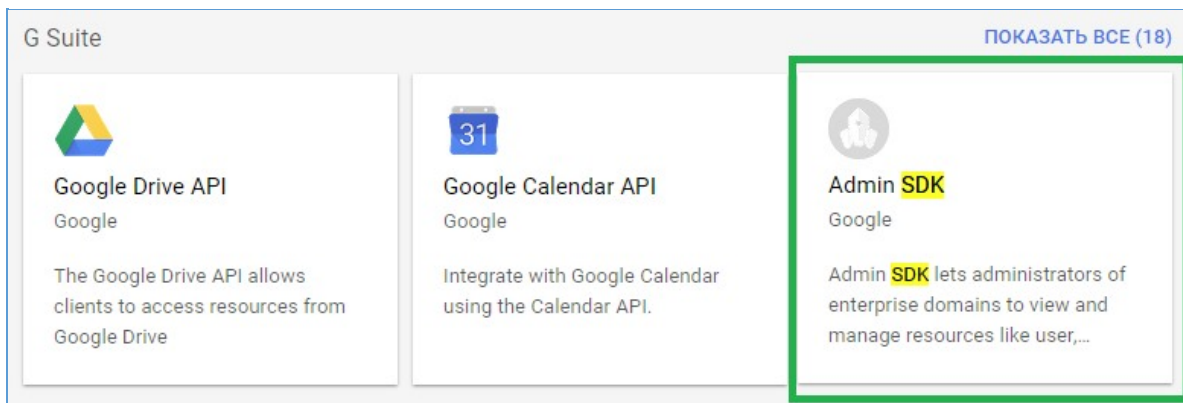 G Suite
ПОКАЗАТЬ ВСЕ (18)
Google Drive API
Google
The Google Drive API allows
clients to access resources from
Google Drive
31
Google Calendar API
Google
Integrate with Google Calendar
using the Calendar API.
Admin SDK
Google
Admin SDK lets administrators of
enterprise domains to view and
manage resources like user,...